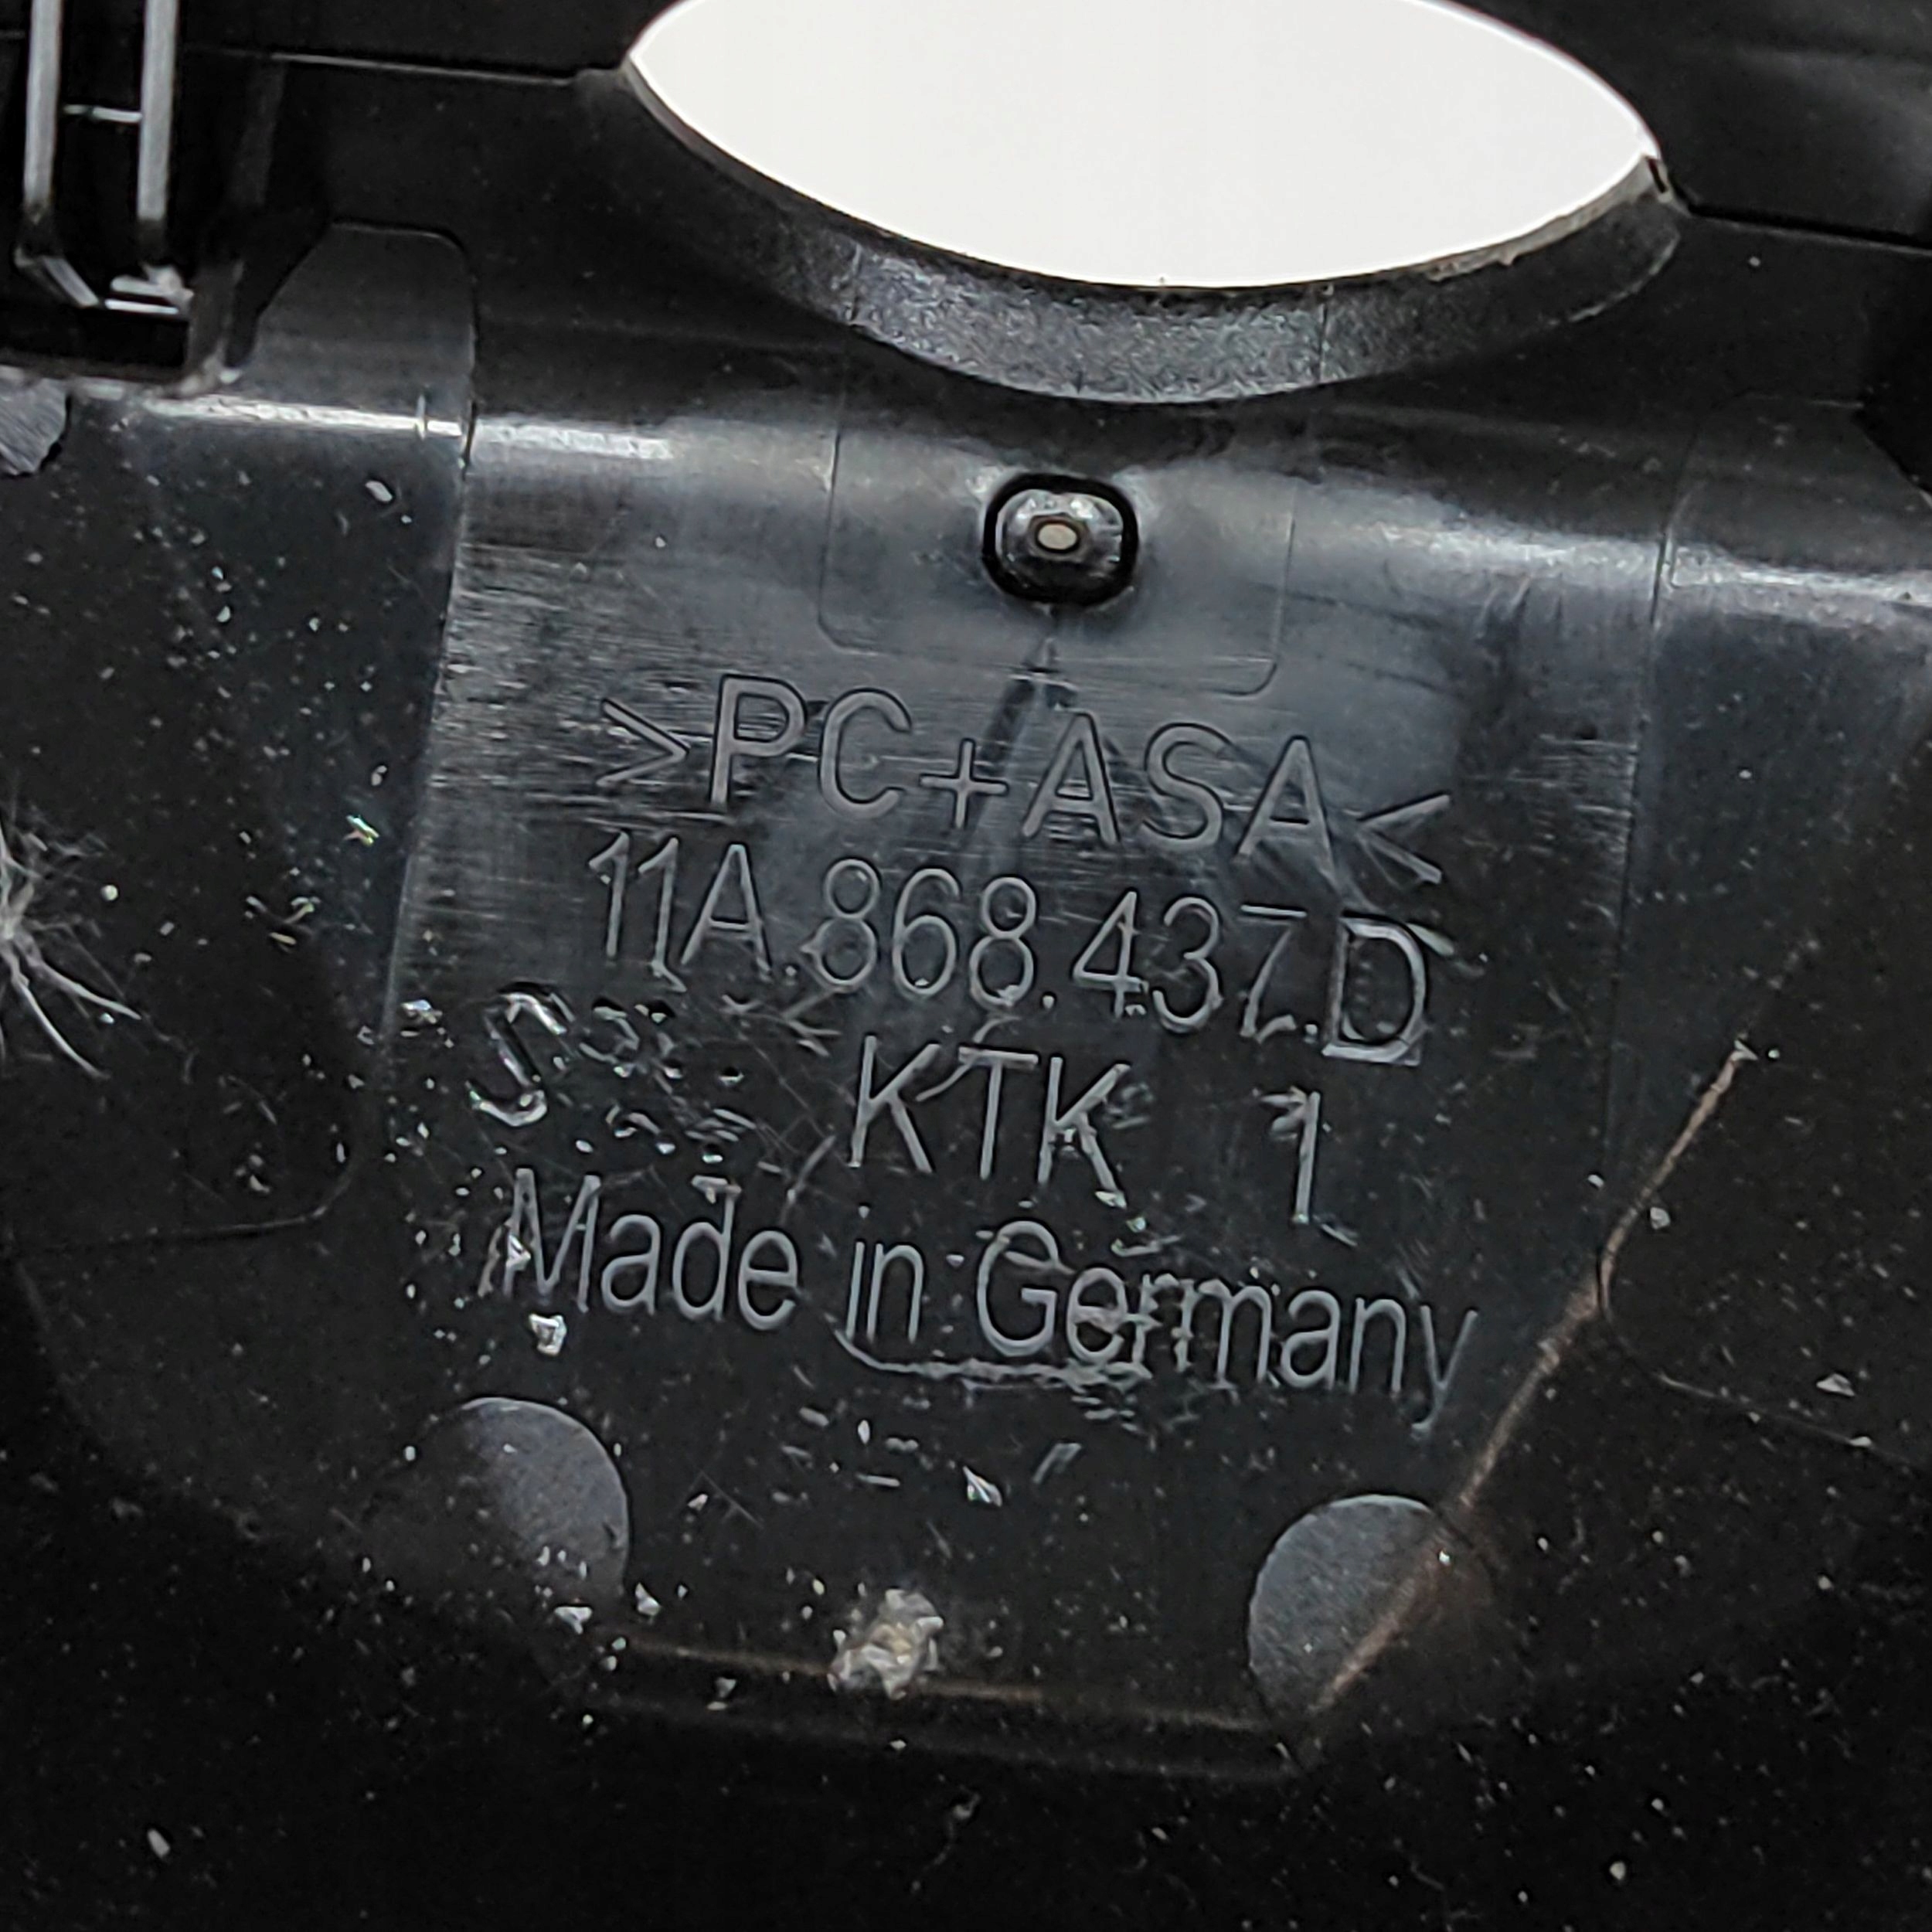 >PC+ASA<
11A.868.437.D
KTK 1
Made in Germany